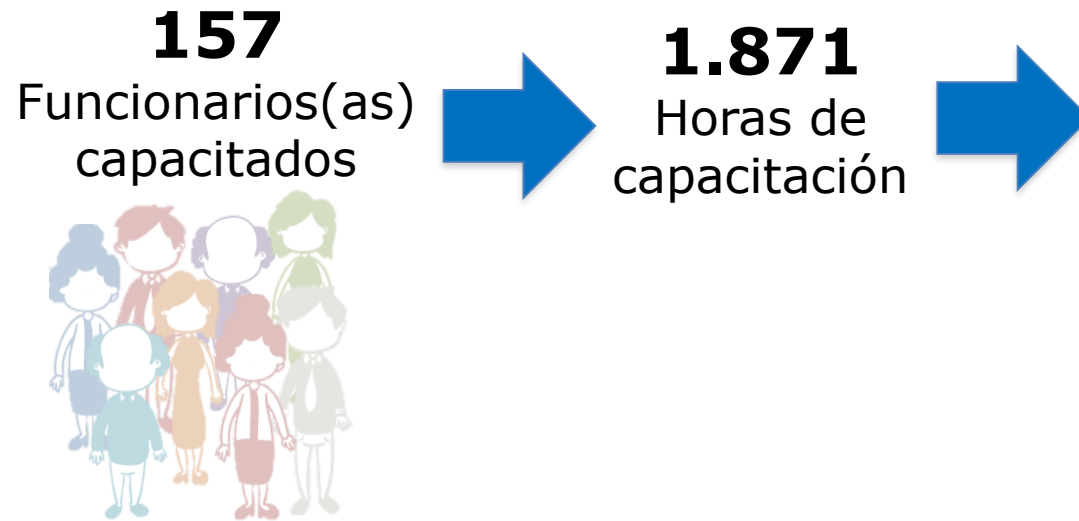 157
Funcionarios(as)
capacitados
1.871
Horas de
capacitación